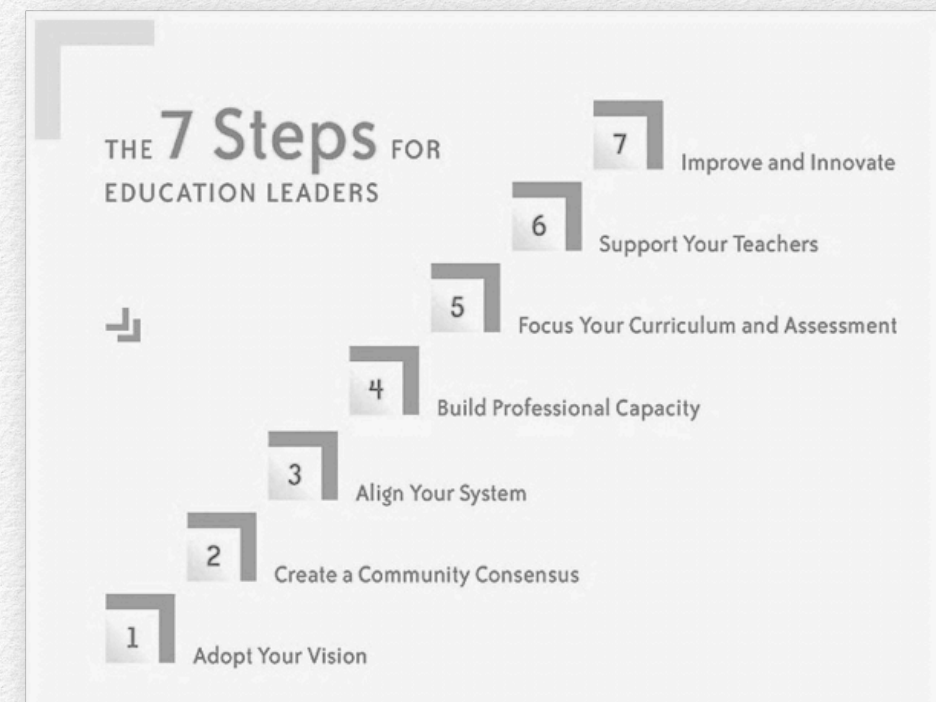 THE 7 Steps FOR
EDUCATION LEADERS
7 Improve and Innovate
6 Support Your Teachers
5 Focus Your Curriculum and Assessment
4 Build Professional Capacity
3 Align Your System
2 Create a Community Consensus
1 Adopt Your Vision